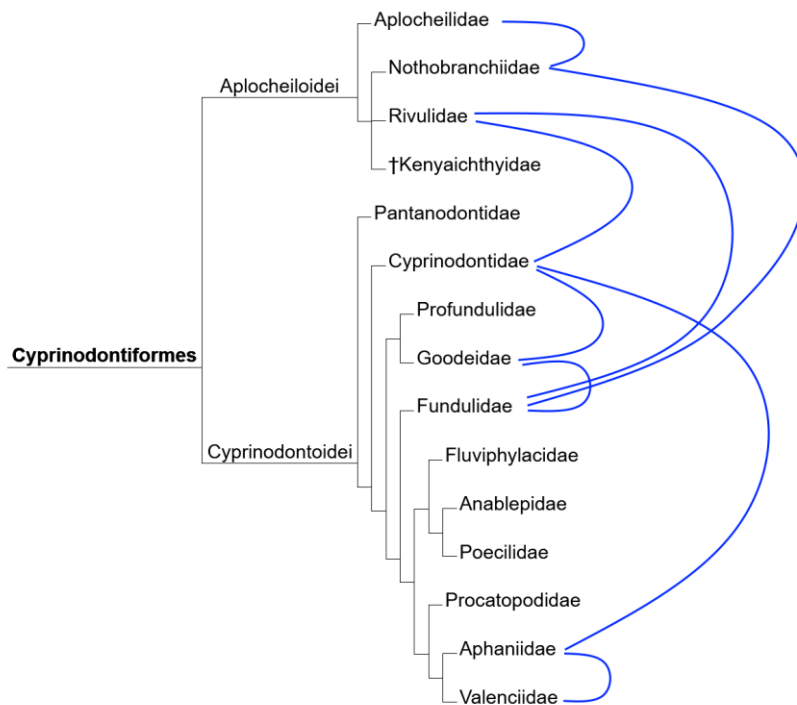 Aplocheilidae
Nothobranchiidae
Aplocheiloidei
Rivulidae
†Kenyaichthyidae
Pantanodontidae
Cyprinodontidae
Profundulidae
Cyprinodontiformes
Goodeidae
Fundulidae
Cyprinodontoidei
Fluviphylacidae
Anablepidae
Poecilidae
Procatopodidae
Aphaniidae
Valenciidae